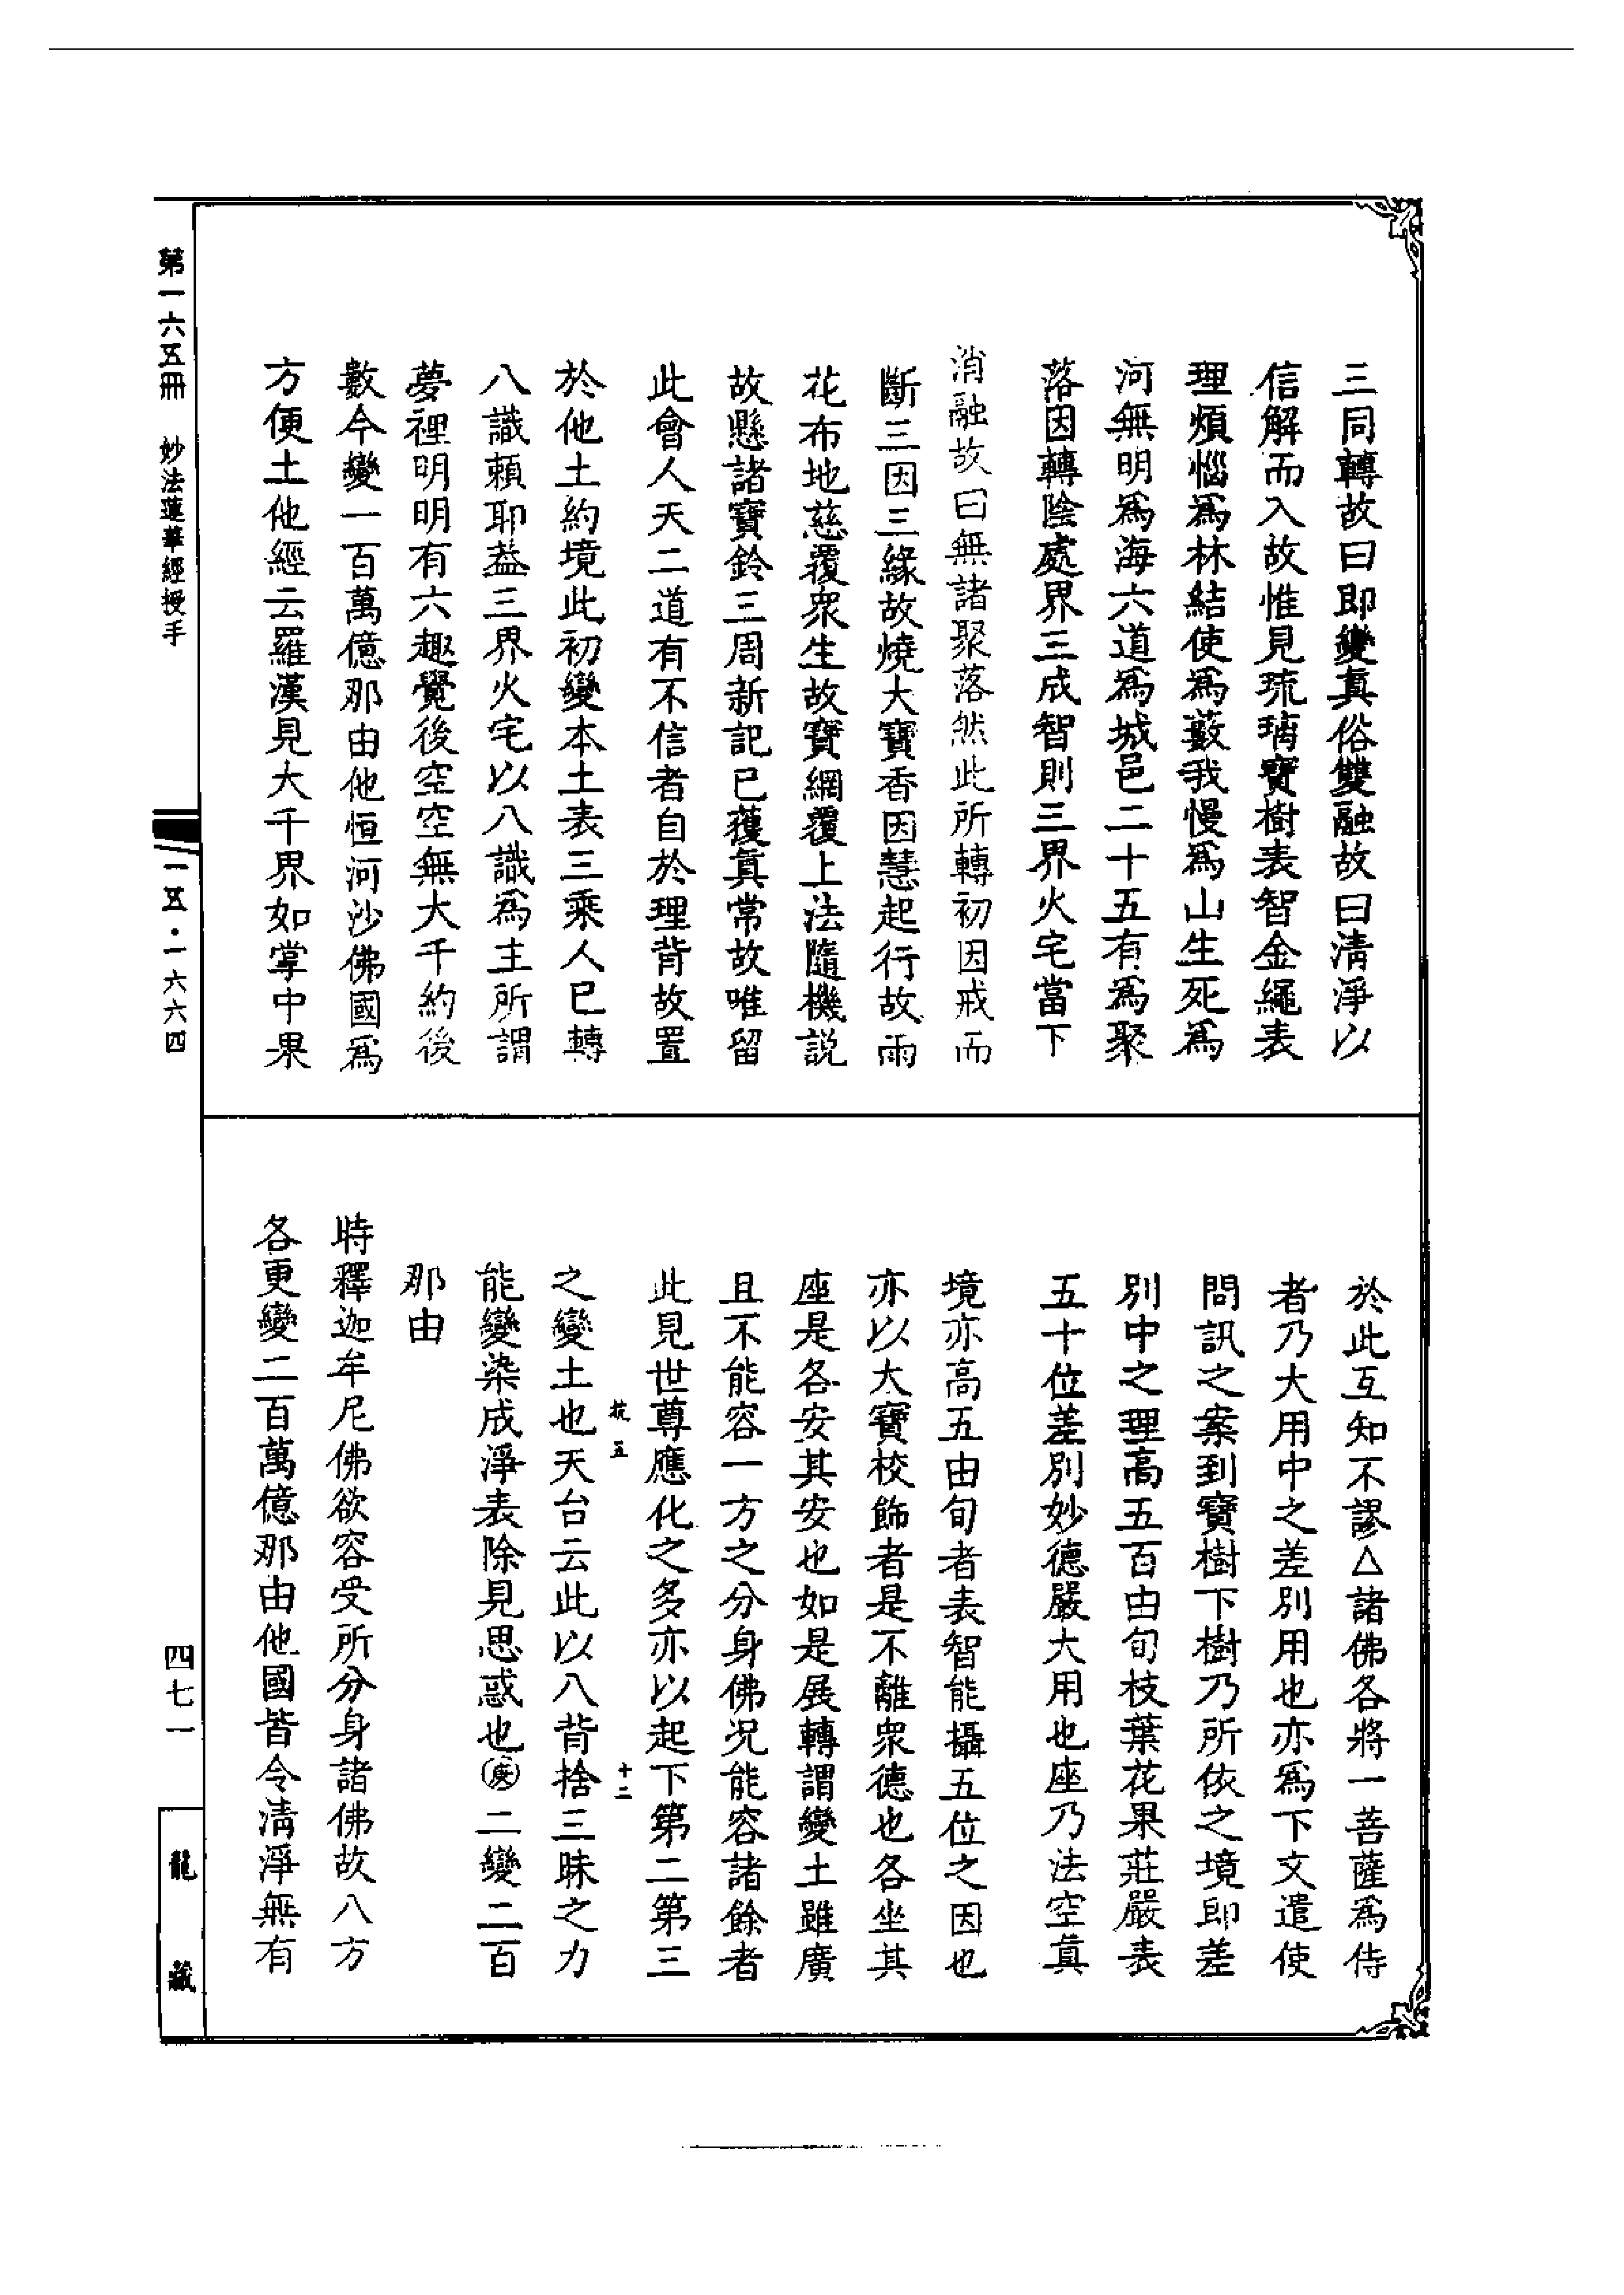 三同轉故曰即變真俗雙融故曰清淨以
信解而入故惟見琉璃寶樹表智金繩表
理煩惱為林結使為藪我慢為山生死為
河無明為海六道為城邑二十五有為聚
落因轉陰處界三成智則三界火宅當下
消融故曰無諸聚落然此所轉初因戒而
斷三因三緣故燒大寶香因慧起行故雨
花布地慈覆衆生故寶網覆上法隨機説
故懸諸寶鈴三周新記已獲真常故唯留
此會人天二道有不信者自於理背故置
於他土約境此初變本土表三乘人已轉
八識賴耶葢三界火宅以八識為主所謂
夢裡明明有六趣覺後空空無大千約後
數今變一百萬億那由他恒河沙佛國為
方便土他經云羅漢見大千界如掌中果
於此互知不謬△諸佛各將一菩薩為侍
者乃大用中之差別用也亦為下文遣使
問訊之案到寶樹下樹乃所依之境即差
別中之理高五百由旬枝葉花果莊嚴表
五十位差別妙德嚴大用也座乃法空真
境亦高五由旬者表智能攝五位之因也
亦以大寶校飾者是不離衆德也各坐其
座是各安其安也如是展轉謂變土雖廣
且不能容一方之分身佛況能容諸餘者
此見世尊應化之多亦以起下第二第三
五 十二
之變土也天台云此以八背捨三昧之力
能變染成淨表除見思惑也㊅二變二百
那由
時釋迦牟尼佛欲容受所分身諸佛故八方
各更變二百萬億那由他國皆令清淨無有
第一六五冊 妙法蓮華經授手 一五·一六六四 四七一 龍藏